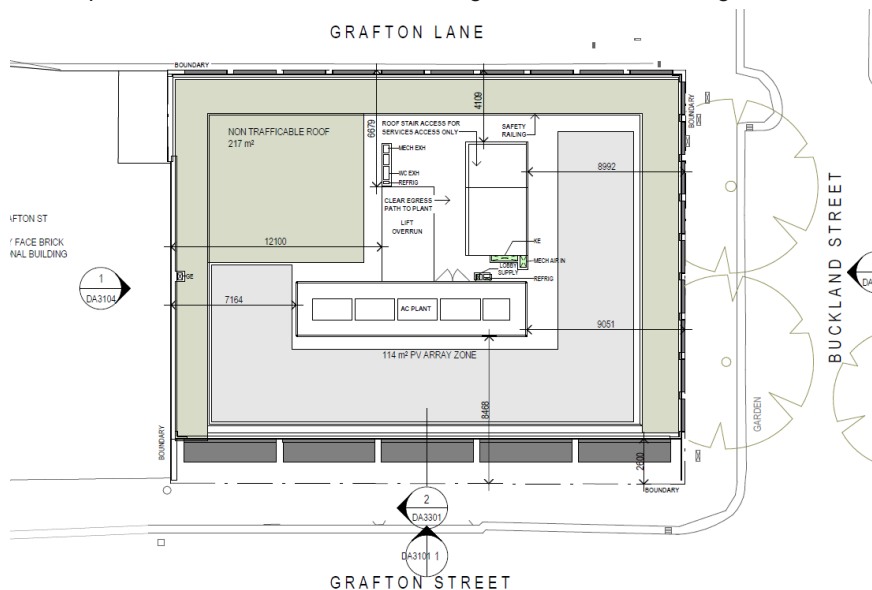 GRAFTON LANE
BOUNDARY
4109
6679
NON TRAFFICABLE ROOF
217 m²
ROOF STAIR ACCESS FOR
SERVICES ACCESS ONLY
SAFETY
RAILING
BOUNDARY
MECH EXH
WC EXH
REFRIG
8992
CLEAR EGRESS
PATH TO PLANT
LIFT
OVERRUN
12100
BUCKLAND STREET
AFTON ST
FACE BRICK
ONAL BUILDING
1
DA3104
GE
KE
MECH AIR IN
LOBBY
SUPPLY
REFRIG
7164
AC PLANT
9051
DA
114 m² PV ARRAY ZONE
8468
GARDEN
BOUNDARY
2600
BOUNDARY
2
DA3301
DA3101 1
GRAFTON STREET